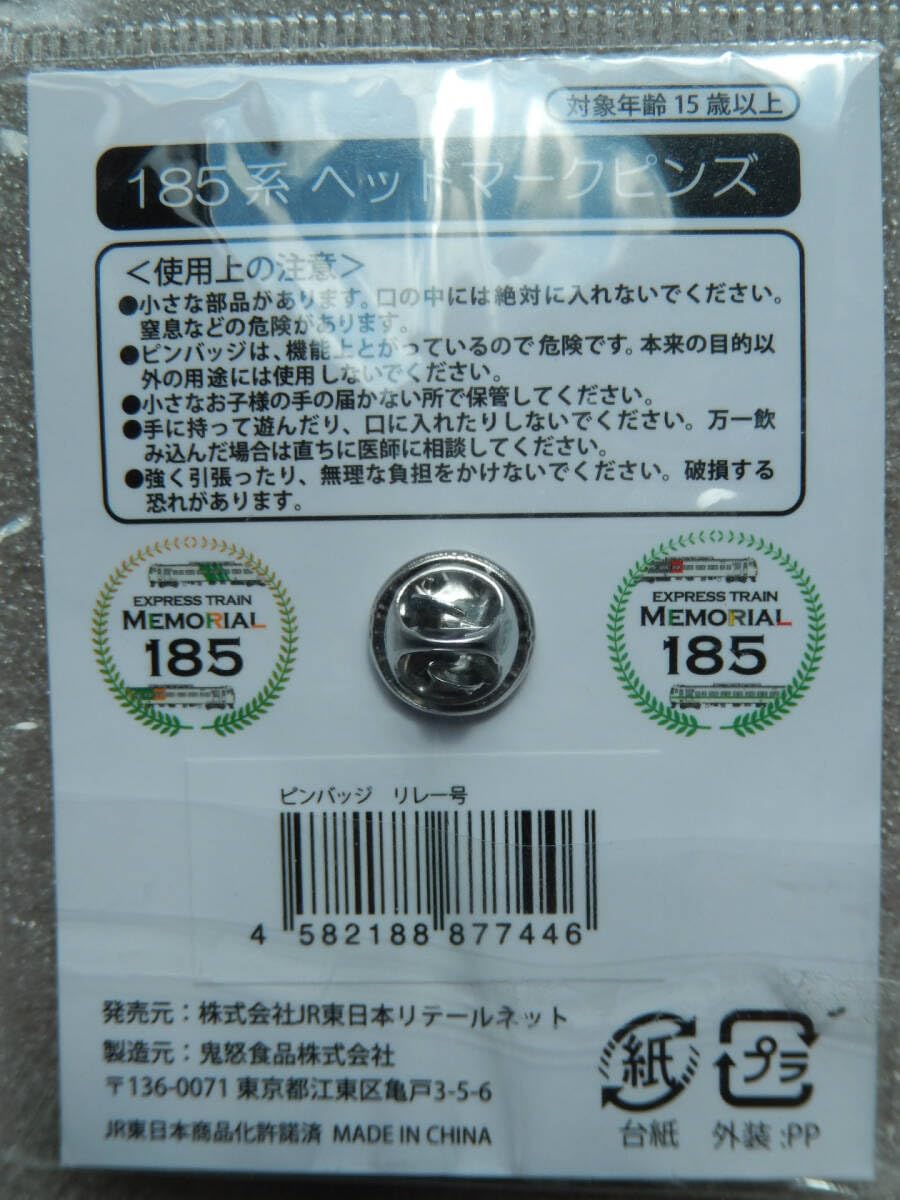 対象年齢15歳以上
185系 ヘッドマークピンズ
＜使用上の注意＞
●小さな部品があります。口の中には絶対に入れないでください。
窒息などの危険があります。
●ピンバッジは、機能上とがっているので危険です。本来の目的以
外の用途には使用しないでください。
●小さなお子様の手の届かない所で保管してください。
●手に持って遊んだり、口に入れたりしないでください。万一飲
み込んだ場合は直ちに医師に相談してください。
●強く引張ったり、無理な負担をかけないでください。破損する
恐れがあります。
EXPRESS TRAIN
MEMORIAL
185
EXPRESS TRAIN
MEMORIAL
185
ピンバッジ　リレー号
4 582188 877446
発売元：株式会社JR東日本リテールネット
製造元：鬼怒食品株式会社
〒136-0071 東京都江東区亀戸3-5-6
JR東日本商品化許諾済 MADE IN CHINA
紙
台紙
プラ
外装:PP